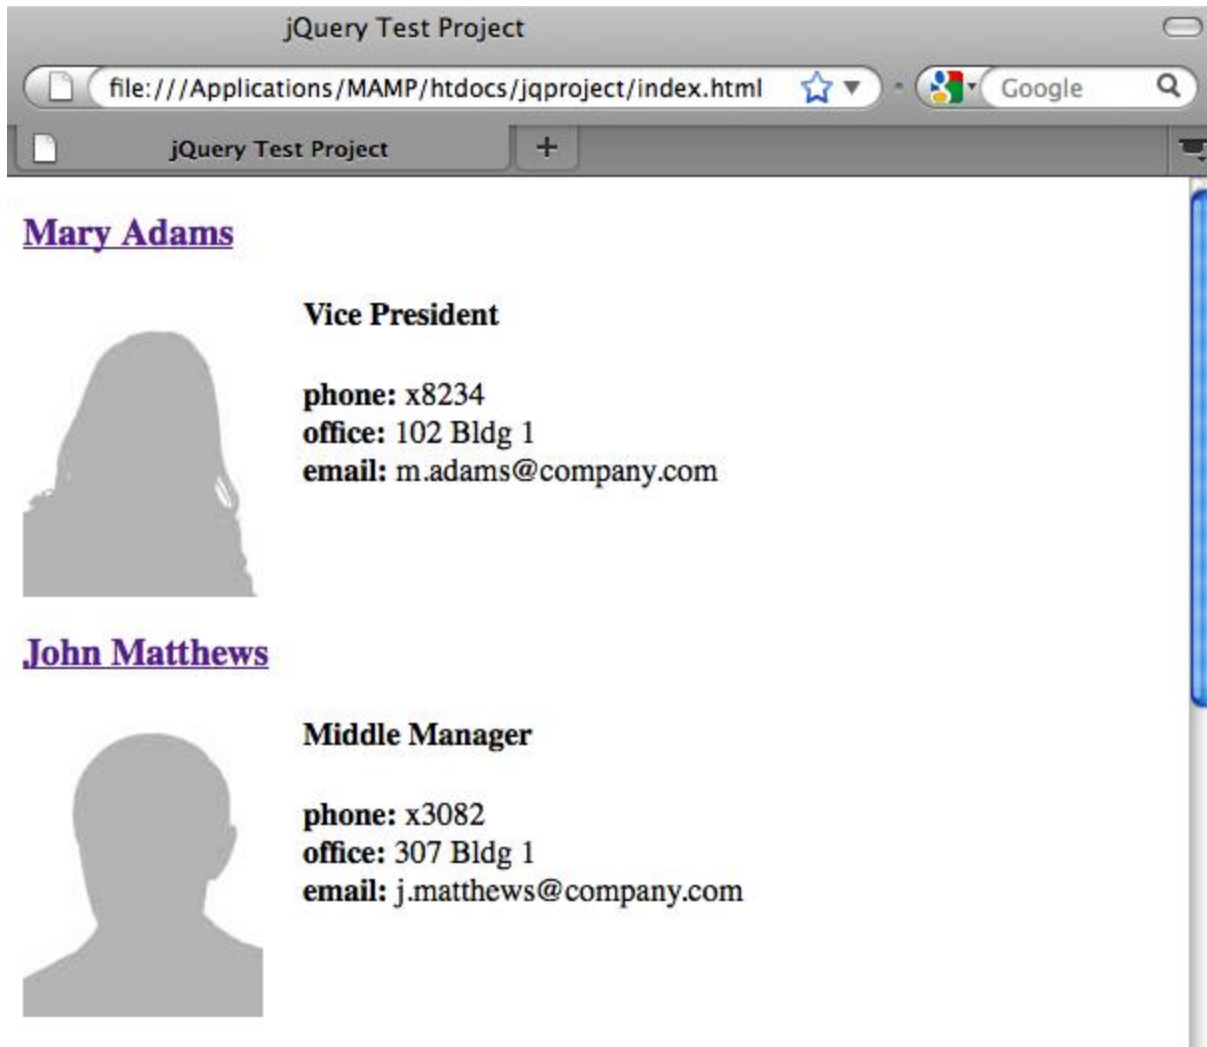 jQuery Test Project
file:///Applications/MAMP/htdocs/jqproject/index.html
Google
jQuery Test Project
+
Mary Adams
Vice President
phone: x8234
office: 102 Bldg 1
email: m.adams@company.com
John Matthews
Middle Manager
phone: x3082
office: 307 Bldg 1
email: j.matthews@company.com